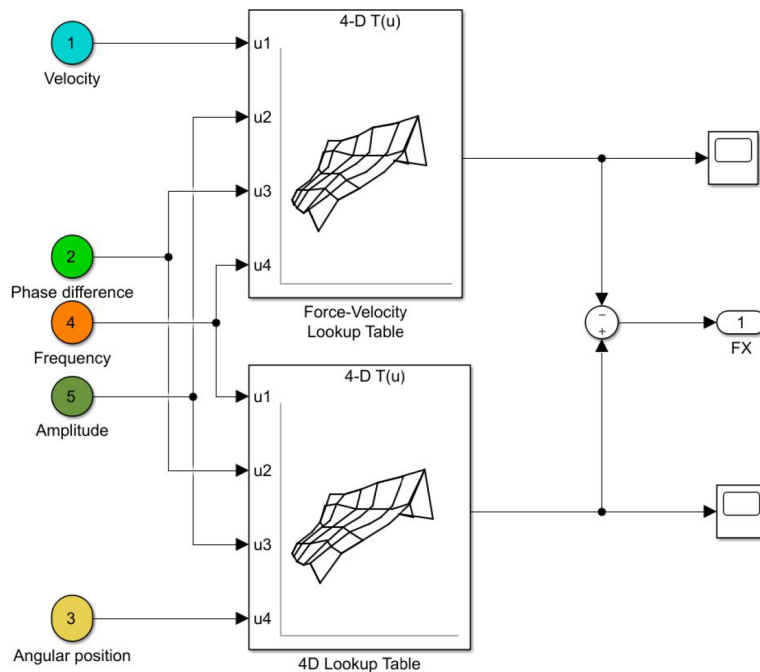 4-D T(u)
1
Velocity
u1
u2
u3
u4
Force-Velocity
Lookup Table
2
Phase difference
4
Frequency
5
Amplitude
3
Angular position
4-D T(u)
u1
u2
u3
u4
4D Lookup Table
−
+
1
FX